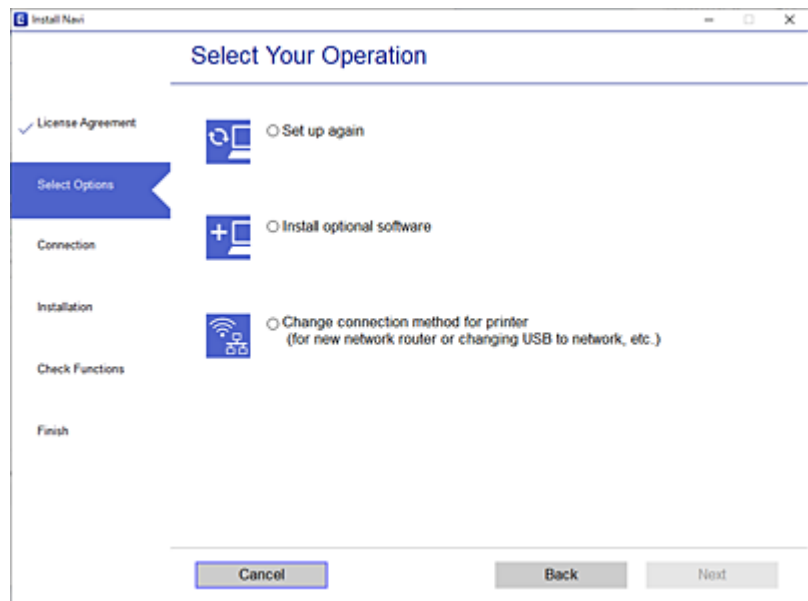 Install Navi
Select Your Operation
License Agreement
Select Options
Connection
Installation
Check Functions
Finish
Set up again
Install optional software
Change connection method for printer
(for new network router or changing USB to network, etc.)
Cancel
Back
Next